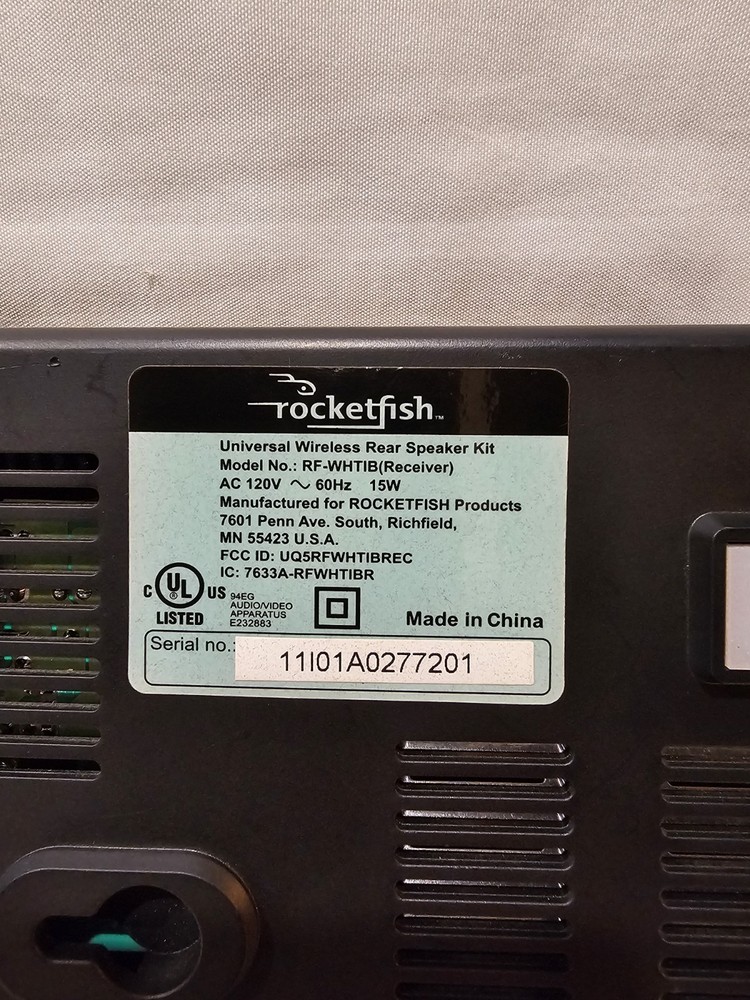 rocketfish™
Universal Wireless Rear Speaker Kit
Model No.: RF-WHTIB(Receiver)
AC 120V ～ 60Hz 15W
Manufactured for ROCKETFISH Products
7601 Penn Ave. South, Richfield,
MN 55423 U.S.A.
FCC ID: UQ5RFWHTIBREC
IC: 7633A-RFWHTIBR
C UL ® US
LISTED
94EG
AUDIO/VIDEO
APPARATUS
E232883
Made in China
Serial no.: 11I01A0277201